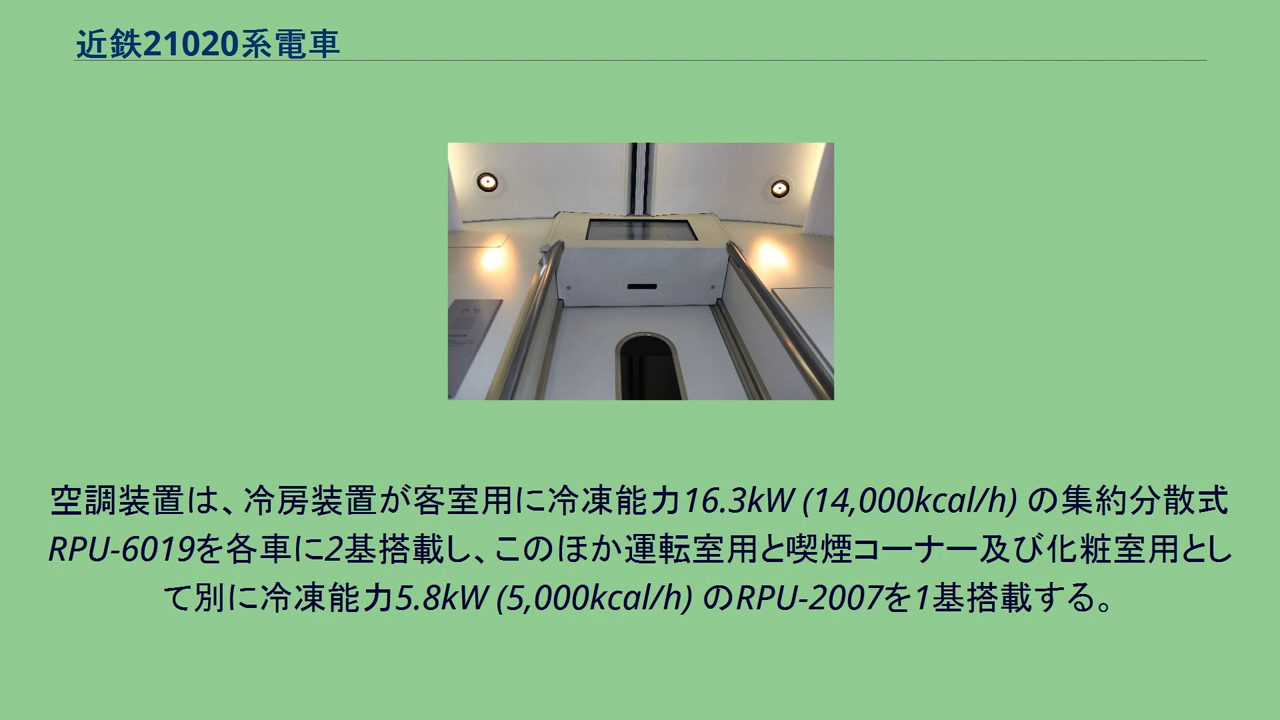 近鉄21020系電車
空調装置は、冷房装置が客室用に冷凍能力16.3kW (14,000kcal/h) の集約分散式
RPU-6019を各車に2基搭載し、このほか運転室用と喫煙コーナー及び化粧室用とし
て別に冷凍能力5.8kW (5,000kcal/h) のRPU-2007を1基搭載する。